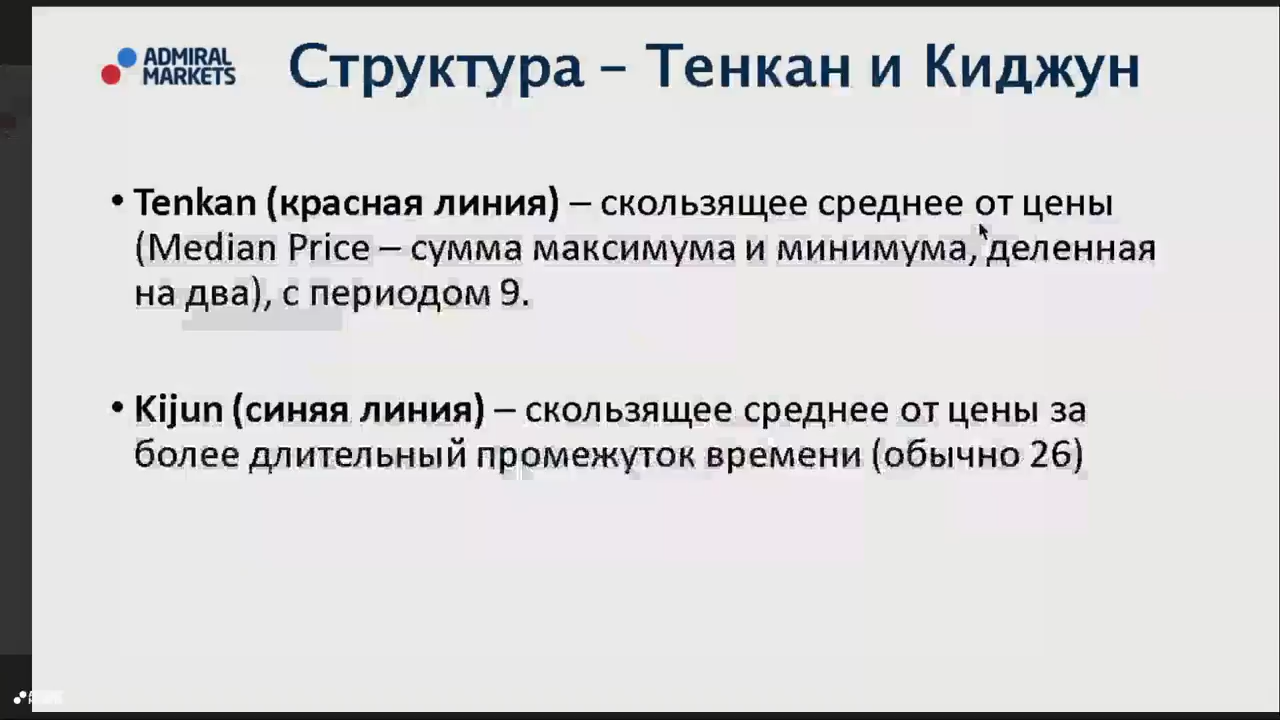 ADMIRAL
MARKETS
Структура – Тенкан и Киджун
• Tenkan (красная линия) – скользящее среднее от цены
(Median Price – сумма максимума и минимума, деленная
на два), с периодом 9.
• Kijun (синяя линия) – скользящее среднее от цены за
более длительный промежуток времени (обычно 26)